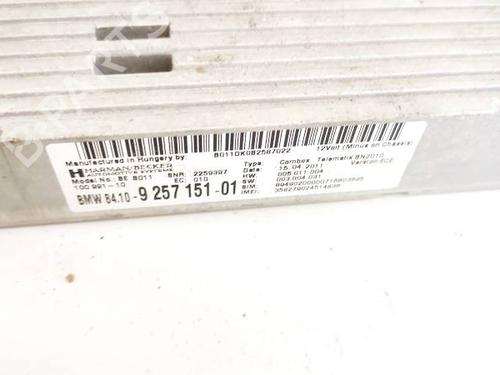 BPARTS
Manufactured in Hungary by:
HARMAN/BECKER
AUTOMOTIVE SYSTEMS
100 991-10
Model No. BE 8011
SNR: 2259397
EC: 010
BMW 84.10-9 257 151-01
B0110K0B2587022
12Volt (Minus an Chassis)
Type: Combox Telematik BN2010
Date: 15.04.2011 Version ECE
HW: 005.011.004
SW: 003.004.031
SIM:
IMEI: 358279024514838